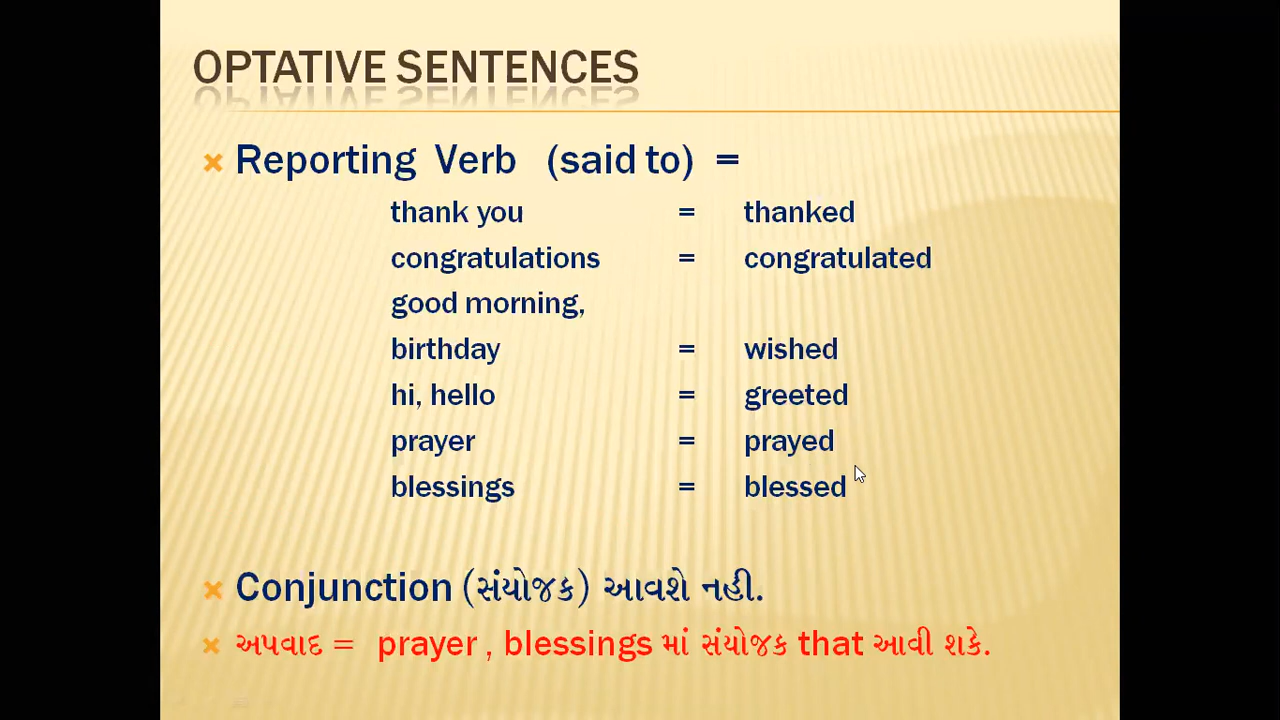 OPTATIVE SENTENCES
Reporting Verb (said to) =
thank you = thanked
congratulations = congratulated
good morning,
birthday = wished
hi, hello = greeted
prayer = prayed
blessings = blessed
Conjunction (સંયોજક) આવશે નહી.
અપવાદ = prayer , blessings માં સંયોજક that આવી શકે.